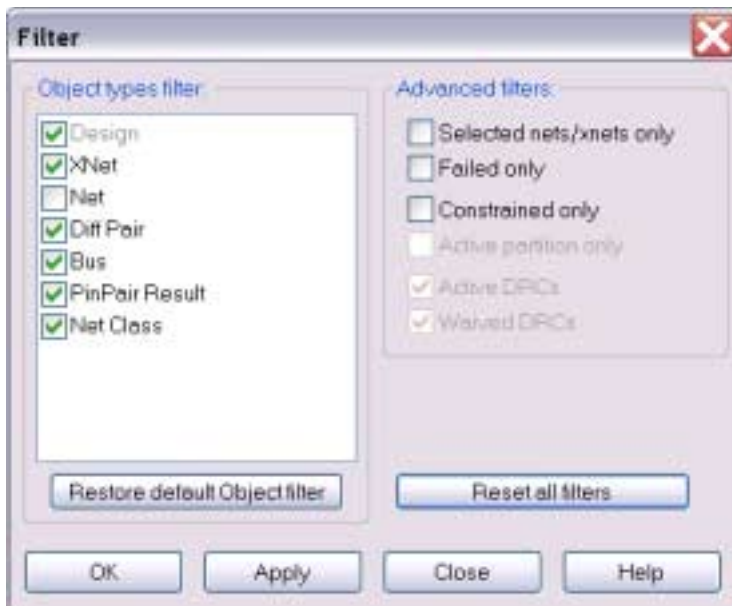 Filter
Object types filter:
Design
XNet
Net
Diff Pair
Bus
PinPair Result
Net Class
Restore default Object filter
Advanced filters:
Selected nets/xnets only
Failed only
Constrained only
Active partition only
Active DRCs
Waived DRCs
Reset all filters
OK
Apply
Close
Help